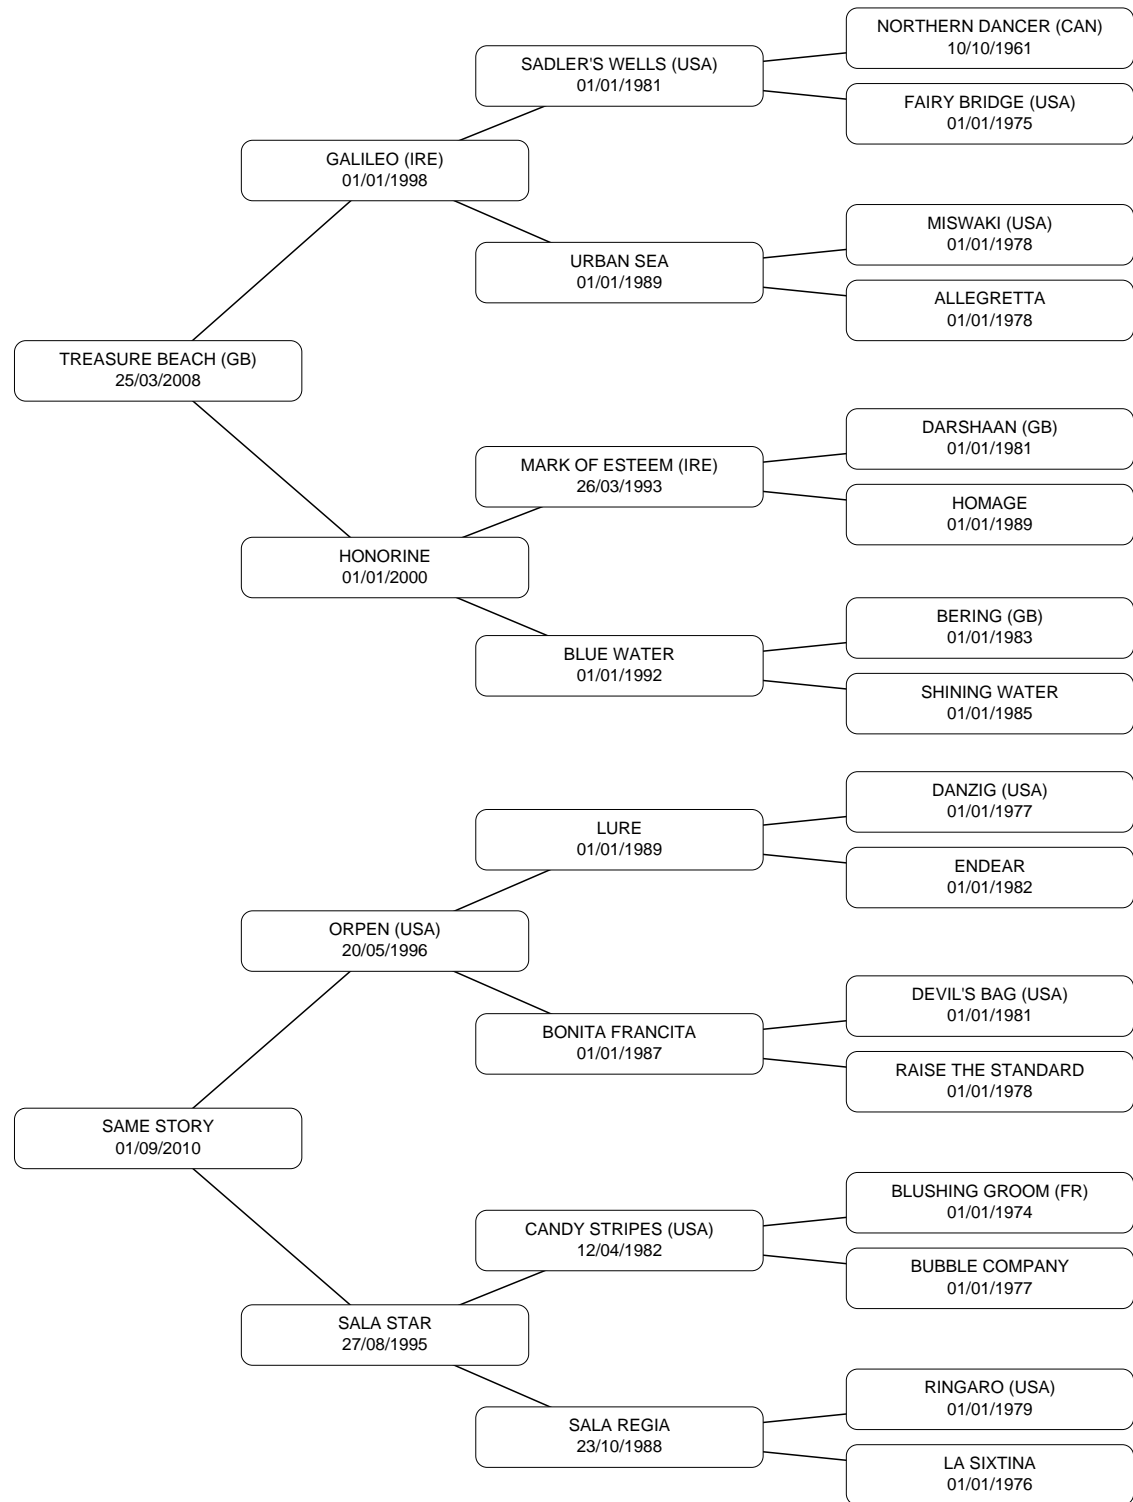 NORTHERN DANCER (CAN)
10/10/1961
SADLER'S WELLS (USA)
01/01/1981
FAIRY BRIDGE (USA)
01/01/1975
GALILEO (IRE)
01/01/1998
MISWAKI (USA)
01/01/1978
URBAN SEA
01/01/1989
ALLEGRETTA
01/01/1978
TREASURE BEACH (GB)
25/03/2008
DARSHAAN (GB)
01/01/1981
MARK OF ESTEEM (IRE)
26/03/1993
HOMAGE
01/01/1989
HONORINE
01/01/2000
BERING (GB)
01/01/1983
BLUE WATER
01/01/1992
SHINING WATER
01/01/1985
DANZIG (USA)
01/01/1977
LURE
01/01/1989
ENDEAR
01/01/1982
ORPEN (USA)
20/05/1996
DEVIL'S BAG (USA)
01/01/1981
BONITA FRANCITA
01/01/1987
RAISE THE STANDARD
01/01/1978
SAME STORY
01/09/2010
BLUSHING GROOM (FR)
01/01/1974
CANDY STRIPES (USA)
12/04/1982
BUBBLE COMPANY
01/01/1977
SALA STAR
27/08/1995
RINGARO (USA)
01/01/1979
SALA REGIA
23/10/1988
LA SIXTINA
01/01/1976